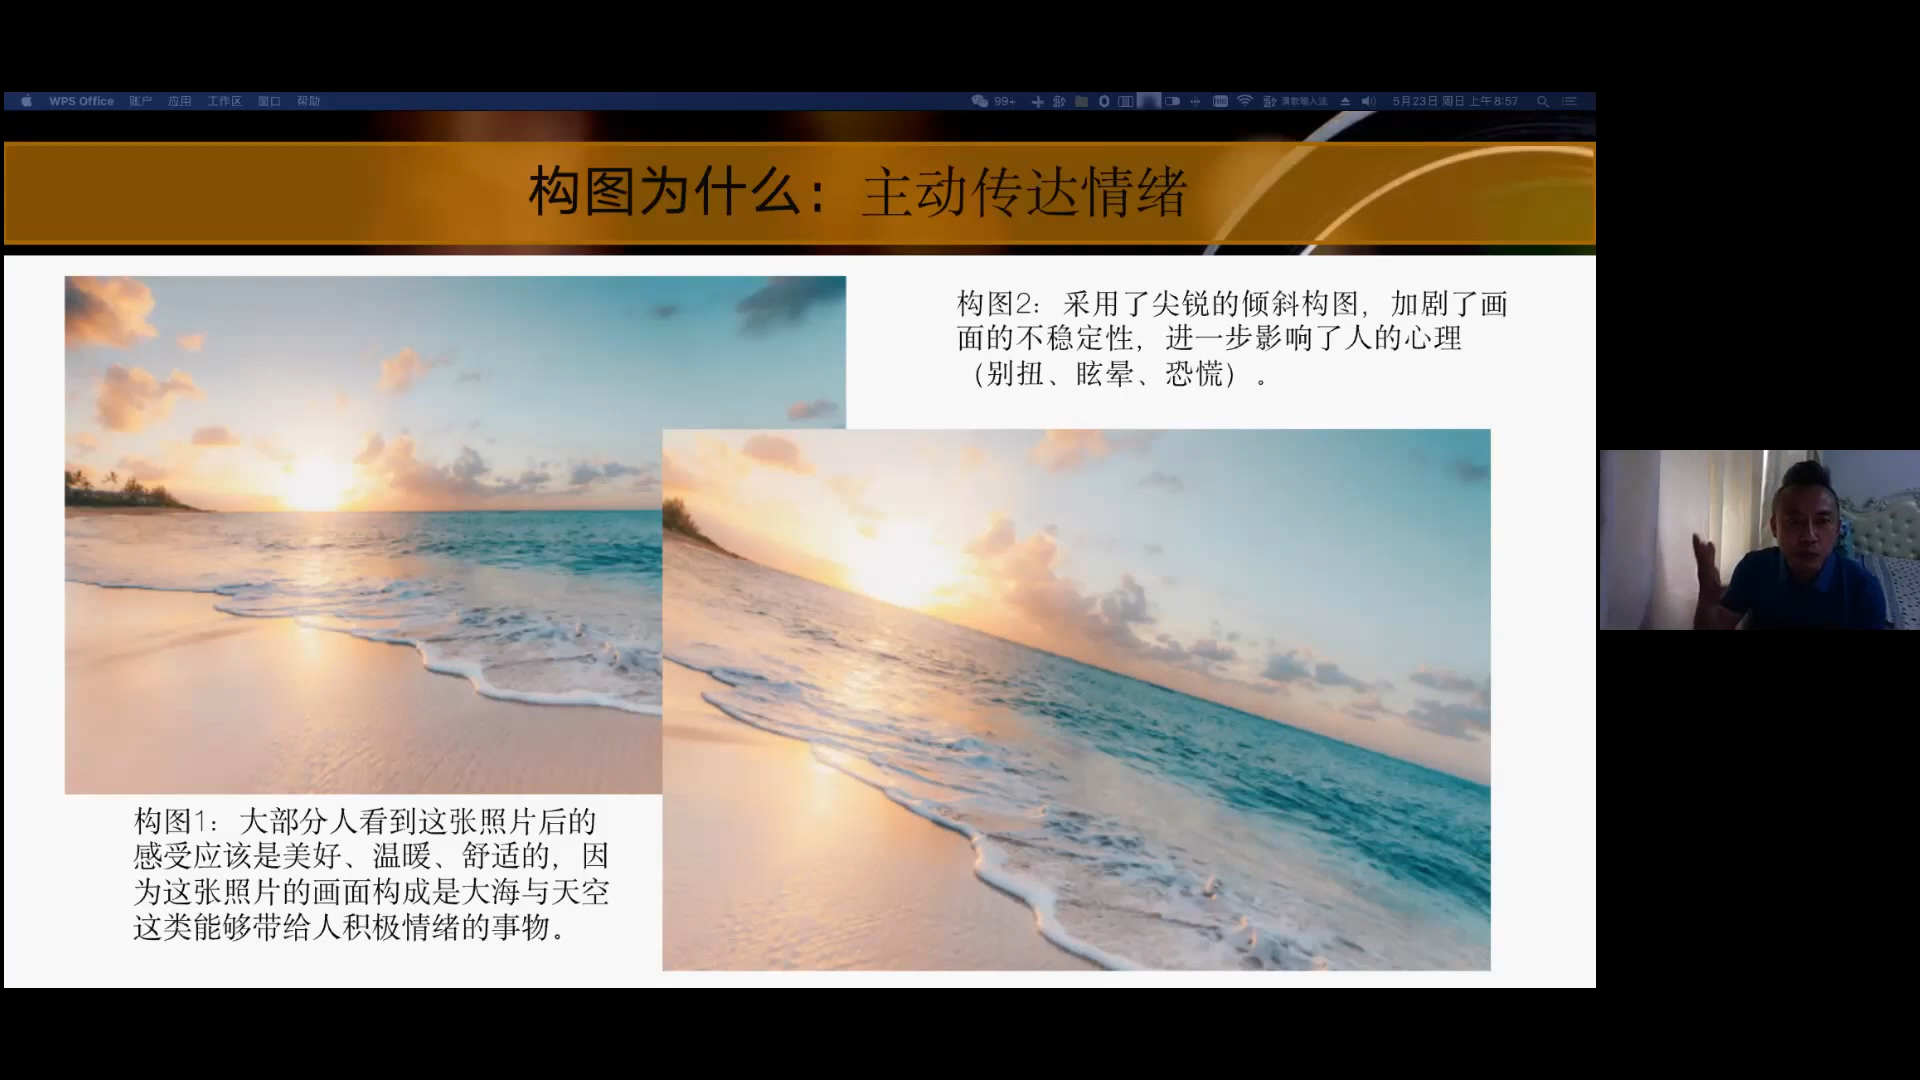 WPS Office 账户 应用 工作区 窗口 帮助 99+ 5月23日 周日 上午8:57
构图为什么：主动传达情绪
构图2：采用了尖锐的倾斜构图，加剧了画
面的不稳定性，进一步影响了人的心理
（别扭、眩晕、恐慌）。
构图1：大部分人看到这张照片后的
感受应该是美好、温暖、舒适的，因
为这张照片的画面构成是大海与天空
这类能够带给人积极情绪的事物。